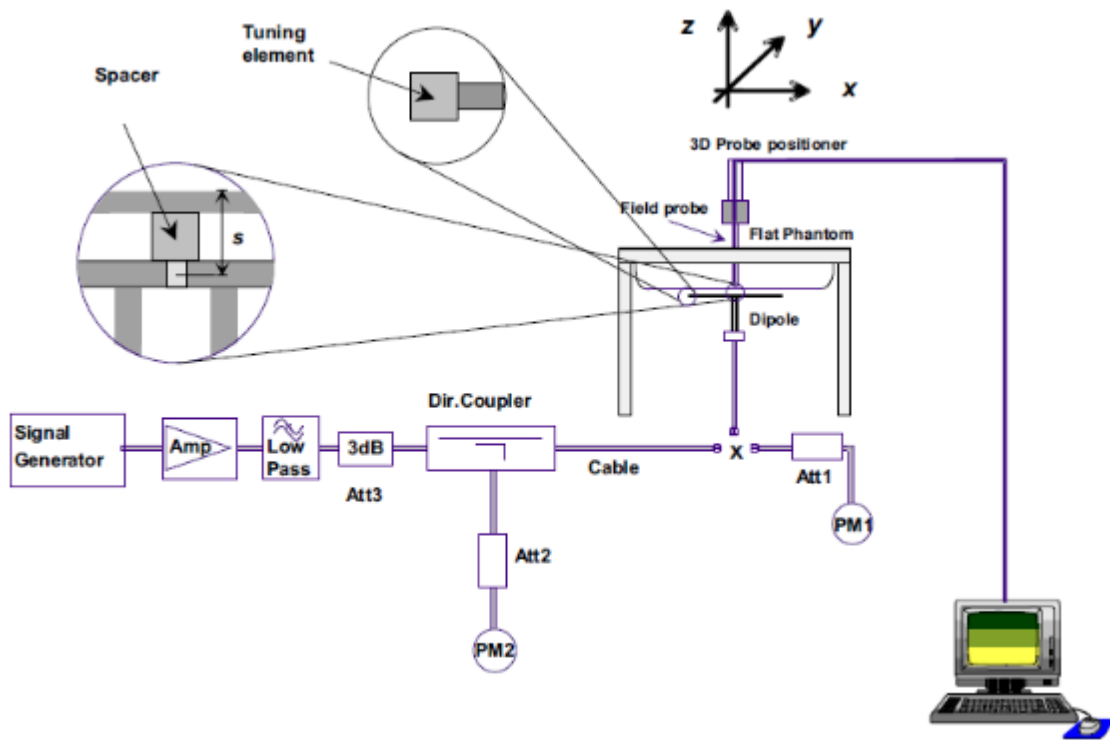 Tuning
element
Spacer
z
y
x
3D Probe positioner
Field probe
Flat Phantom
s
Dipole
Dir.Coupler
Signal
Generator
Amp
Low
Pass
3dB
Att3
Cable
X
Att1
PM1
Att2
PM2